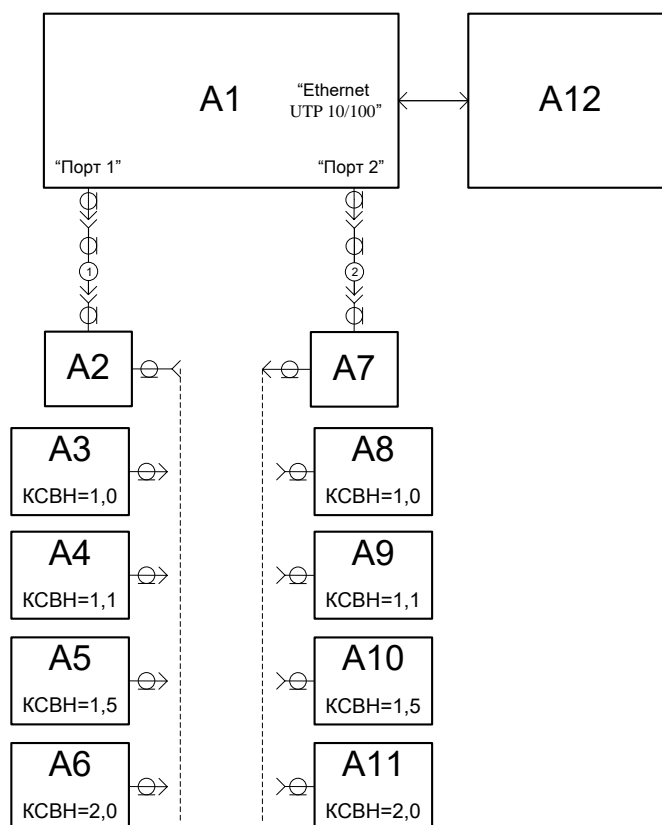 A1
“Ethernet
UTP 10/100”
A12
“Порт 1”
“Порт 2”
1
2
A2
A7
A3
КСВН=1,0
A8
КСВН=1,0
A4
КСВН=1,1
A9
КСВН=1,1
A5
КСВН=1,5
A10
КСВН=1,5
A6
КСВН=2,0
A11
КСВН=2,0